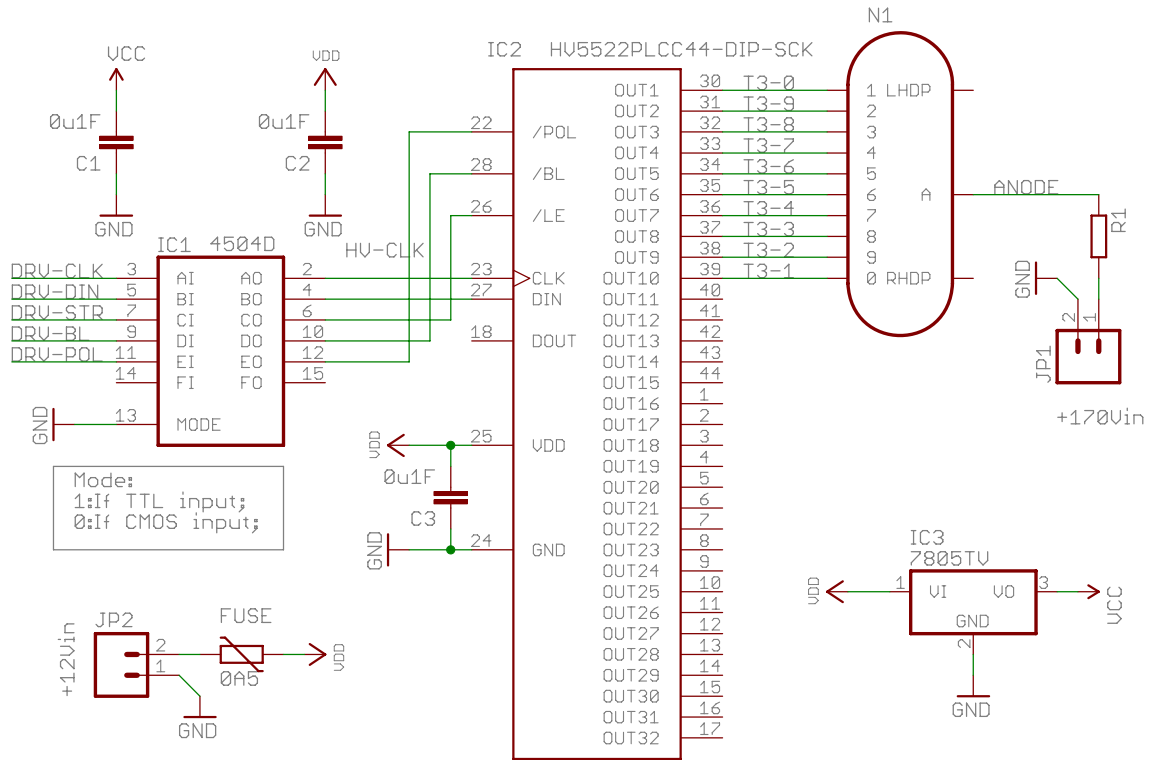 VCC
0u1F
C1
GND
VDD
0u1F
C2
GND
IC1 4504D
DRV-CLK 3 AI AO 2
DRV-DIN 5 BI BO 4
DRV-STR 7 CI CO 6
DRV-BL 9 DI DO 10
DRV-POL 11 EI EO 12
14 FI FO 15
GND 13 MODE
HV-CLK
Mode:
1:If TTL input;
0:If CMOS input;
JP2
+12Vin
2
1
FUSE
0A5
VDD
GND
IC2 HV5522PLCC44-DIP-SCK
22 /POL
28 /BL
26 /LE
23 CLK
27 DIN
18 DOUT
VDD 25 VDD
0u1F
C3
GND 24 GND
OUT1 30 T3-0
OUT2 31 T3-9
OUT3 32 T3-8
OUT4 33 T3-7
OUT5 34 T3-6
OUT6 35 T3-5
OUT7 36 T3-4
OUT8 37 T3-3
OUT9 38 T3-2
OUT10 39 T3-1
OUT11 40
OUT12 41
OUT13 42
OUT14 43
OUT15 44
OUT16 1
OUT17 2
OUT18 3
OUT19 4
OUT20 5
OUT21 6
OUT22 7
OUT23 8
OUT24 9
OUT25 10
OUT26 11
OUT27 12
OUT28 13
OUT29 14
OUT30 15
OUT31 16
OUT32 17
N1
1 LHDP
2
3
4
5
6 A
7
8
9
0 RHDP
ANODE
R1
GND
2
1
JP1
+170Vin
IC3
7805TV
VDD 1 VI VO 3 VCC
GND
2
GND